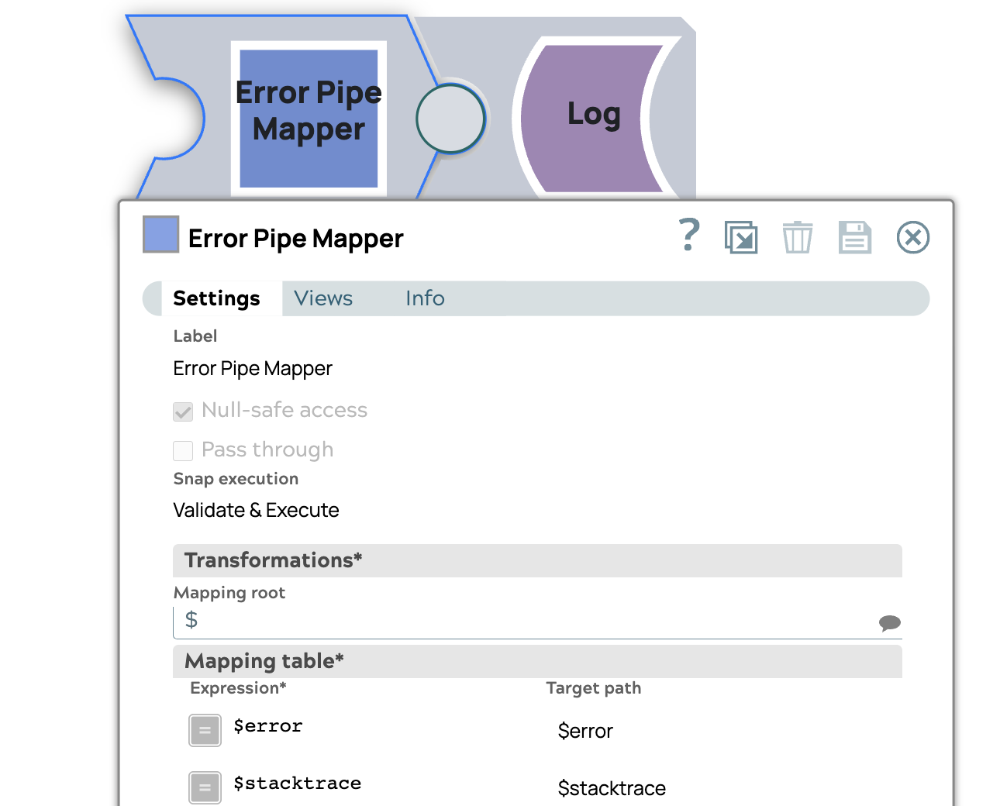 Error Pipe
Mapper
Log
Error Pipe Mapper
?
Settings Views Info
Label
Error Pipe Mapper
Null-safe access
Pass through
Snap execution
Validate & Execute
Transformations*
Mapping root
$
Mapping table*
Expression* Target path
= $error $error
= $stacktrace $stacktrace